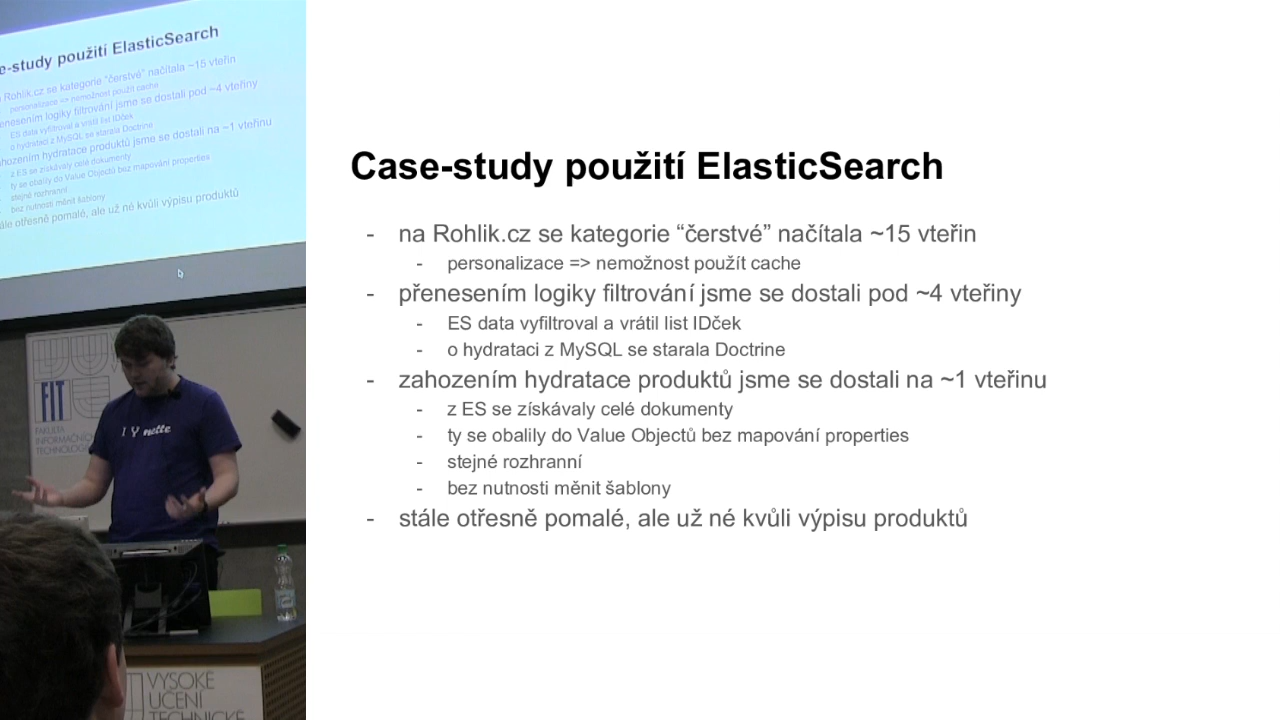 e-study použití ElasticSearch
Rohlik.cz se kategorie “čerstvé” načítala ~15 vteřin
personalizace => nemožnost použít cache
enesením logiky filtrování jsme se dostali pod ~4 vteřiny
ES data vyfiltroval a vrátil list IDček
o hydrataci z MySQL se starala Doctrine
hozením hydratace produktů jsme se dostali na ~1 vteřinu
z ES se získávaly celé dokumenty
ty se obalily do Value Objectů bez mapování properties
stejné rozhranní
bez nutnosti měnit šablony
ále otřesně pomalé, ale už né kvůli výpisu produktů
FIT
FAKULTA
INFORMAČNÍCH
TECHNOLOGIÍ
I Y nette
VYSOKÉ
UČENÍ
TECHNICKÉ
Case-study použití ElasticSearch
- na Rohlik.cz se kategorie “čerstvé” načítala ~15 vteřin
- personalizace => nemožnost použít cache
- přenesením logiky filtrování jsme se dostali pod ~4 vteřiny
- ES data vyfiltroval a vrátil list IDček
- o hydrataci z MySQL se starala Doctrine
- zahozením hydratace produktů jsme se dostali na ~1 vteřinu
- z ES se získávaly celé dokumenty
- ty se obalily do Value Objectů bez mapování properties
- stejné rozhranní
- bez nutnosti měnit šablony
- stále otřesně pomalé, ale už né kvůli výpisu produktů